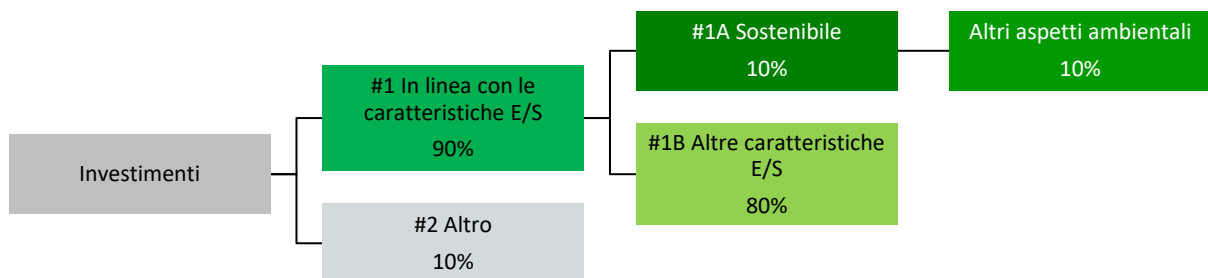 Investimenti
#1 In linea con le
caratteristiche E/S
90%
#2 Altro
10%
#1A Sostenibile
10%
#1B Altre caratteristiche
E/S
80%
Altri aspetti ambientali
10%